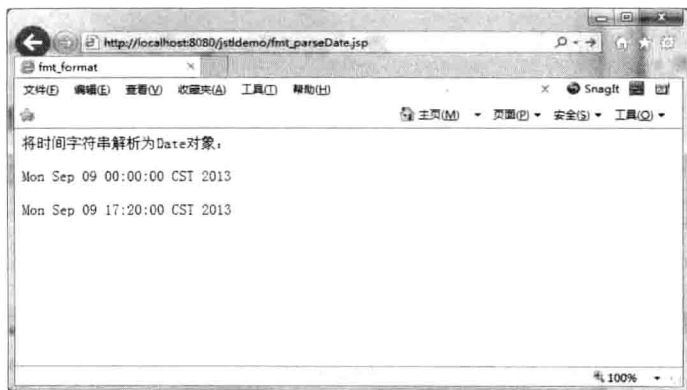 http://localhost:8080/jstldemo/fmt_parseDate.jsp
fmt_format
文件(F) 编辑(E) 查看(V) 收藏夹(A) 工具(T) 帮助(H)
SnagIt
主页(M) 页面(P) 安全(S) 工具(O)
将时间字符串解析为Date对象：
Mon Sep 09 00:00:00 CST 2013
Mon Sep 09 17:20:00 CST 2013
100%